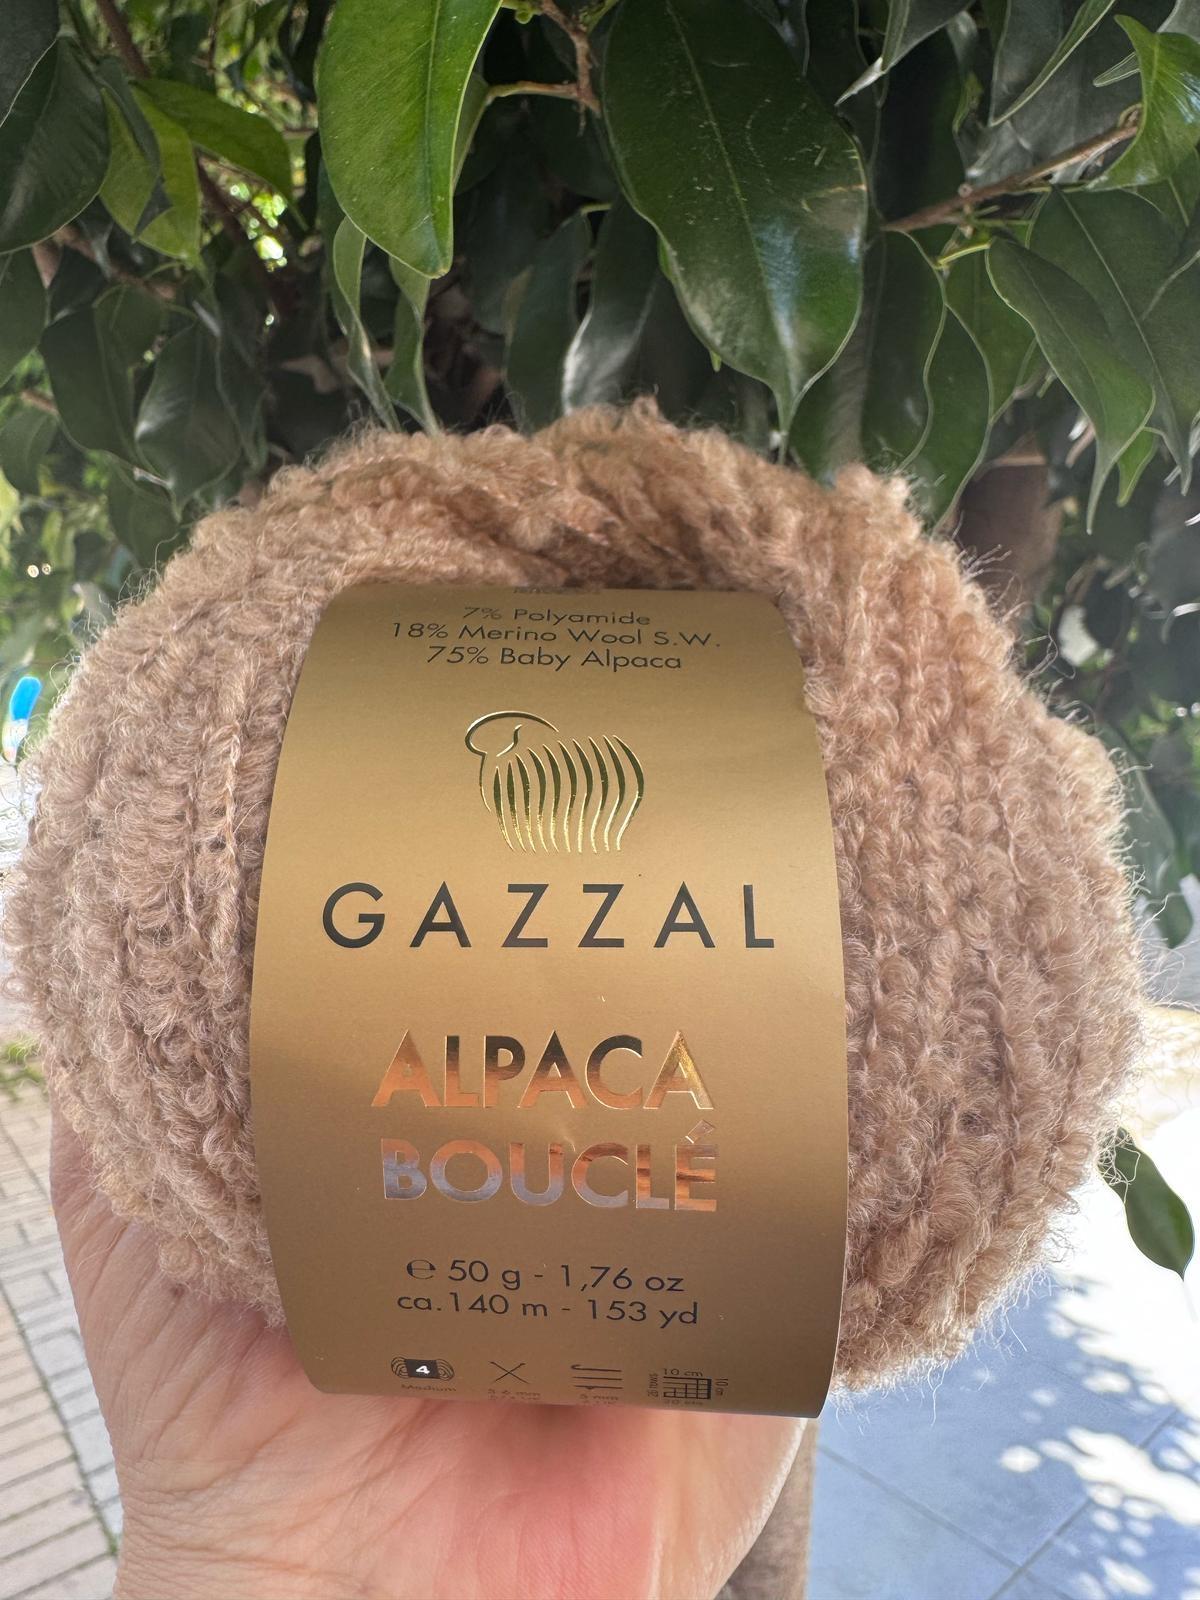 7% Polyamide
18% Merino Wool S.W.
75% Baby Alpaca
GAZZAL
ALPACA
BOUCLÉ
℮ 50 g - 1,76 oz
ca.140 m - 153 yd
4
Medium
10 cm